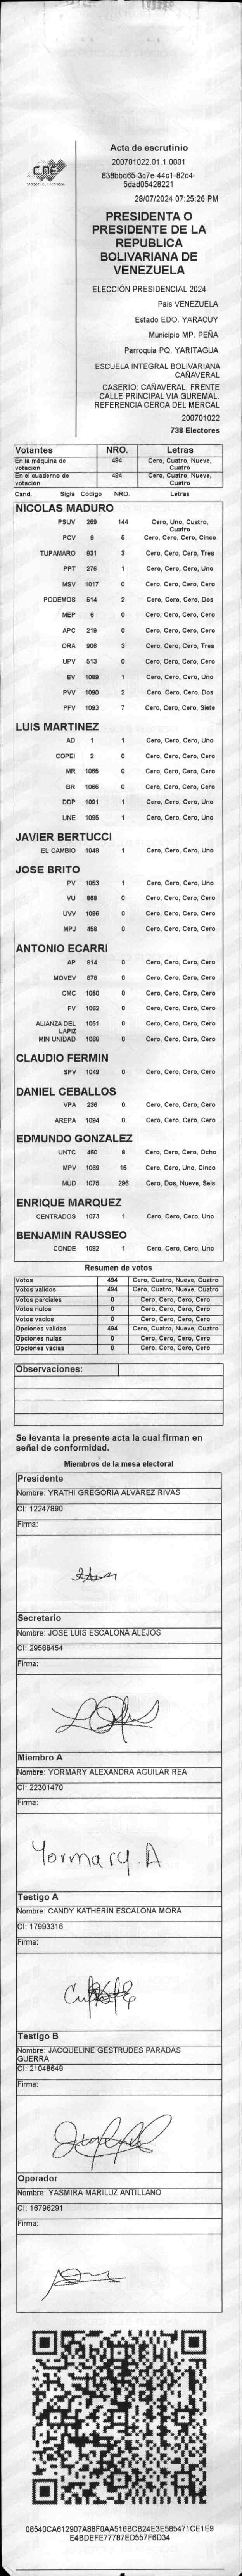 Acta de escrutinio
200701022.01.1.0001
CNE
838bbd65-3c7e-44c1-82d4-
5dad05428221
28/07/2024 07:25:26 PM
PRESIDENTA O
PRESIDENTE DE LA
REPUBLICA
BOLIVARIANA DE
VENEZUELA
ELECCIÓN PRESIDENCIAL 2024
Pais VENEZUELA
Estado EDO. YARACUY
Municipio MP. PEÑA
Parroquia PQ. YARITAGUA
ESCUELA INTEGRAL BOLIVARIANA
CAÑAVERAL
CASERIO: CAÑAVERAL. FRENTE
CALLE PRINCIPAL VIA GUREMAL.
REFERENCIA CERCA DEL MERCAL
200701022
738 Electores
Votantes NRO. Letras
En la máquina de votación 494 Cero, Cuatro, Nueve, Cuatro
En el cuaderno de votación 494 Cero, Cuatro, Nueve, Cuatro
Cand. Sigla Código NRO. Letras
NICOLAS MADURO
PSUV 269 144 Cero, Uno, Cuatro, Cuatro
PCV 9 5 Cero, Cero, Cero, Cinco
TUPAMARO 931 3 Cero, Cero, Cero, Tres
PPT 276 1 Cero, Cero, Cero, Uno
MSV 1017 0 Cero, Cero, Cero, Cero
PODEMOS 514 2 Cero, Cero, Cero, Dos
MEP 6 0 Cero, Cero, Cero, Cero
APC 219 0 Cero, Cero, Cero, Cero
ORA 906 3 Cero, Cero, Cero, Tres
UPV 513 0 Cero, Cero, Cero, Cero
EV 1089 1 Cero, Cero, Cero, Uno
PVV 1090 2 Cero, Cero, Cero, Dos
PFV 1093 7 Cero, Cero, Cero, Siete
LUIS MARTINEZ
AD 1 1 Cero, Cero, Cero, Uno
COPEI 2 0 Cero, Cero, Cero, Cero
MR 1065 0 Cero, Cero, Cero, Cero
BR 1066 0 Cero, Cero, Cero, Cero
DDP 1091 1 Cero, Cero, Cero, Uno
UNE 1095 1 Cero, Cero, Cero, Uno
JAVIER BERTUCCI
EL CAMBIO 1048 1 Cero, Cero, Cero, Uno
JOSE BRITO
PV 1053 1 Cero, Cero, Cero, Uno
VU 868 0 Cero, Cero, Cero, Cero
UVV 1096 0 Cero, Cero, Cero, Cero
MPJ 458 0 Cero, Cero, Cero, Cero
ANTONIO ECARRI
AP 814 0 Cero, Cero, Cero, Cero
MOVEV 878 0 Cero, Cero, Cero, Cero
CMC 1050 0 Cero, Cero, Cero, Cero
FV 1082 0 Cero, Cero, Cero, Cero
ALIANZA DEL LAPIZ 1051 0 Cero, Cero, Cero, Cero
MIN UNIDAD 1068 0 Cero, Cero, Cero, Cero
CLAUDIO FERMIN
SPV 1049 0 Cero, Cero, Cero, Cero
DANIEL CEBALLOS
VPA 236 0 Cero, Cero, Cero, Cero
AREPA 1094 0 Cero, Cero, Cero, Cero
EDMUNDO GONZALEZ
UNTC 460 8 Cero, Cero, Cero, Ocho
MPV 1069 15 Cero, Cero, Uno, Cinco
MUD 1075 296 Cero, Dos, Nueve, Seis
ENRIQUE MARQUEZ
CENTRADOS 1073 1 Cero, Cero, Cero, Uno
BENJAMIN RAUSSEO
CONDE 1092 1 Cero, Cero, Cero, Uno
Resumen de votos
Votos 494 Cero, Cuatro, Nueve, Cuatro
Votos validos 494 Cero, Cuatro, Nueve, Cuatro
Votos parciales 0 Cero, Cero, Cero, Cero
Votos nulos 0 Cero, Cero, Cero, Cero
Votos vacios 0 Cero, Cero, Cero, Cero
Opciones validas 494 Cero, Cuatro, Nueve, Cuatro
Opciones nulas 0 Cero, Cero, Cero, Cero
Opciones vacias 0 Cero, Cero, Cero, Cero
Observaciones:
Se levanta la presente acta la cual firman en
señal de conformidad.
Miembros de la mesa electoral
Presidente
Nombre: YRATHI GREGORIA ALVAREZ RIVAS
CI: 12247890
Firma:
Secretario
Nombre: JOSE LUIS ESCALONA ALEJOS
CI: 29588454
Firma:
Miembro A
Nombre: YORMARY ALEXANDRA AGUILAR REA
CI: 22301470
Firma:
Yormary. A
Testigo A
Nombre: CANDY KATHERIN ESCALONA MORA
CI: 17993316
Firma:
Testigo B
Nombre: JACQUELINE GESTRUDES PARADAS
GUERRA
CI: 21048649
Firma:
Operador
Nombre: YASMIRA MARILUZ ANTILLANO
CI: 16796291
Firma:
08540CA612907A88F0AA516BCB24E3E585471CE1E9
E4BDEFE77787ED557F6D34